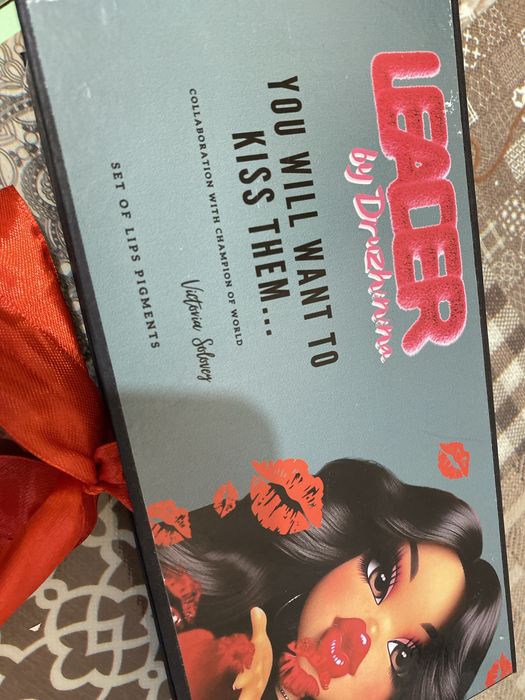 LEADER
by Druzhinina
YOU WILL WANT TO
KISS THEM...
COLLABORATION WITH CHAMPION OF WORLD
Victoria Solovey
SET OF LIPS PIGMENTS